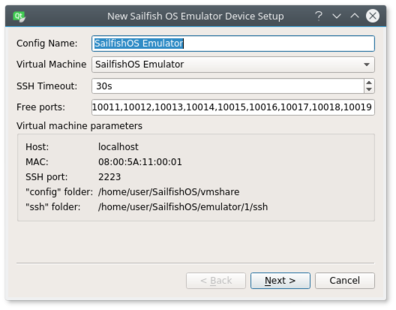 New Sailfish OS Emulator Device Setup
Config Name: SailfishOS Emulator
Virtual Machine SailfishOS Emulator
SSH Timeout: 30s
Free ports: 10011,10012,10013,10014,10015,10016,10017,10018,10019
Virtual machine parameters
Host: localhost
MAC: 08:00:5A:11:00:01
SSH port: 2223
"config" folder: /home/user/SailfishOS/vmshare
"ssh" folder: /home/user/SailfishOS/emulator/1/ssh
< Back Next > Cancel